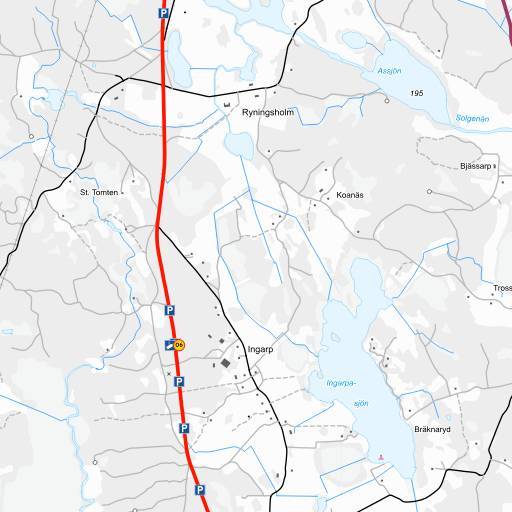 P
Assjön
195
Ryningsholm
Solgenån
Bjässarp
St. Tomten
Koanäs
Tross
P
06
Ingarp
P
Ingarpa-
sjön
P
Bräknaryd
P